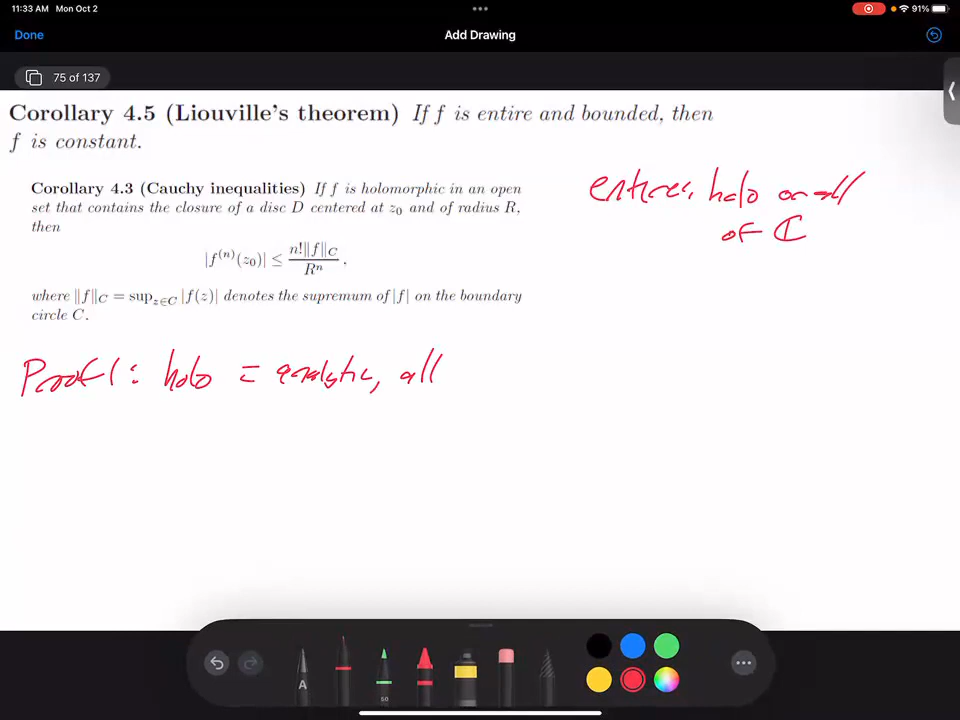 11:33 AM Mon Oct 2
91%
Done
Add Drawing
75 of 137
Corollary 4.5 (Liouville's theorem) If f is entire and bounded, then
f is constant.
Corollary 4.3 (Cauchy inequalities) If f is holomorphic in an open
set that contains the closure of a disc D centered at z₀ and of radius R,
then
|f⁽ⁿ⁾(z₀)| ≤ n!‖f‖_C / Rⁿ ,
where ‖f‖_C = sup_{z∈C} |f(z)| denotes the supremum of |f| on the boundary
circle C.
entire: holo on all
of ℂ
Proof 1: holo = analytic, all
A
50